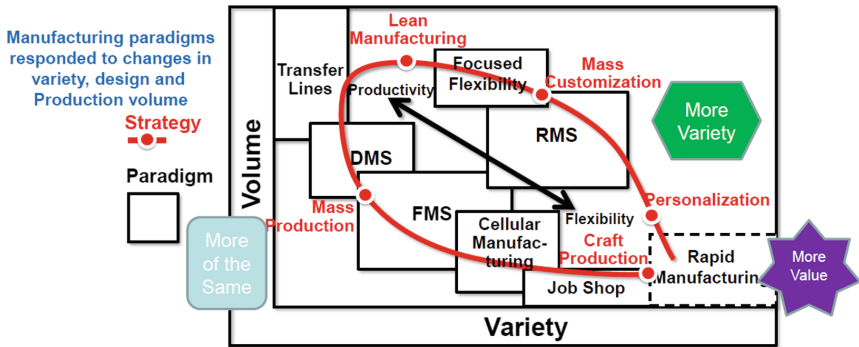 Manufacturing paradigms
responded to changes in
variety, design and
Production volume
Strategy
Paradigm
More
of the
Same
Volume
Transfer
Lines
Lean
Manufacturing
Productivity
Focused
Flexibility
Mass
Customization
RMS
DMS
FMS
Mass
Production
Cellular
Manufac-
turing
Flexibility
Craft
Production
Personalization
Job Shop
Rapid
Manufacturing
More
Variety
More
Value
Variety